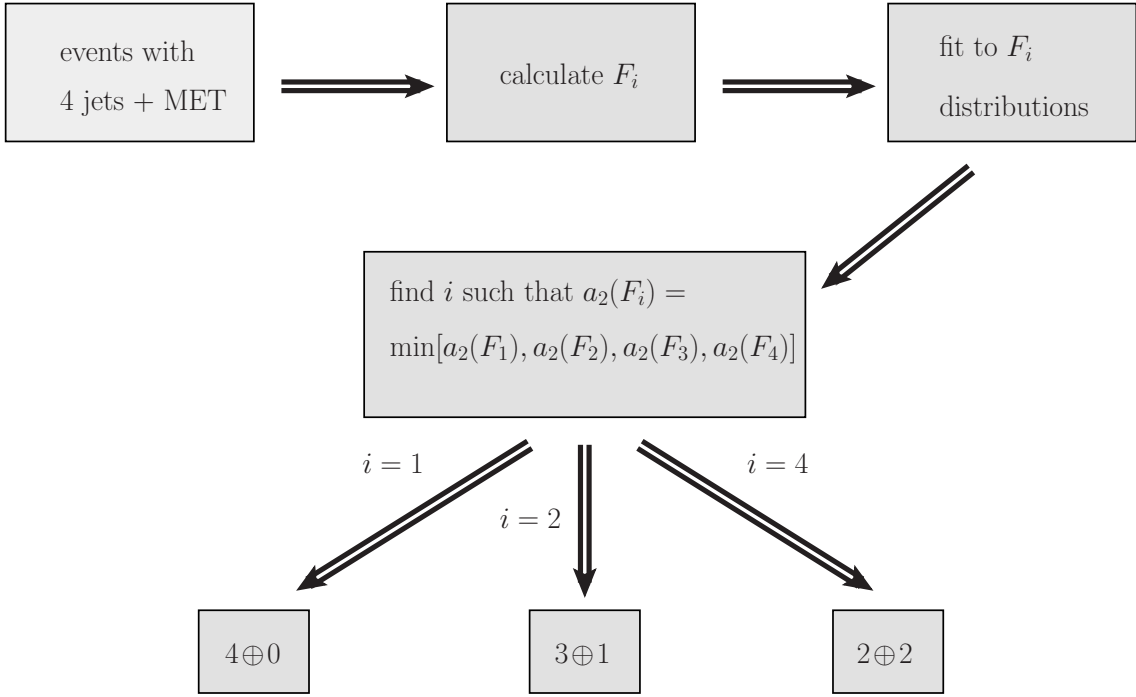 events with
4 jets + MET
calculate F_i
fit to F_i
distributions
find i such that a_2(F_i) =
min[a_2(F_1), a_2(F_2), a_2(F_3), a_2(F_4)]
i = 1
i = 2
i = 4
4⊕0
3⊕1
2⊕2